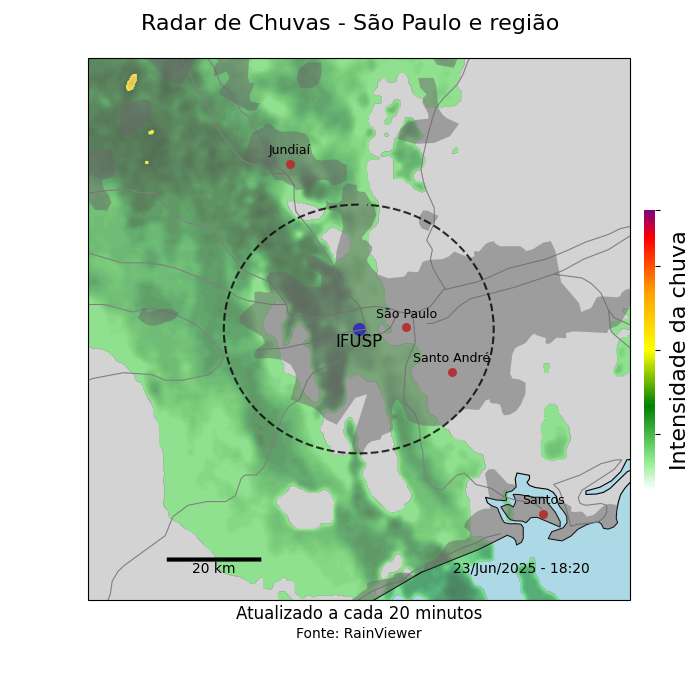 Radar de Chuvas - São Paulo e região
Jundiaí
São Paulo
IFUSP
Santo André
Santos
20 km
23/Jun/2025 - 18:20
Intensidade da chuva
Atualizado a cada 20 minutos
Fonte: RainViewer